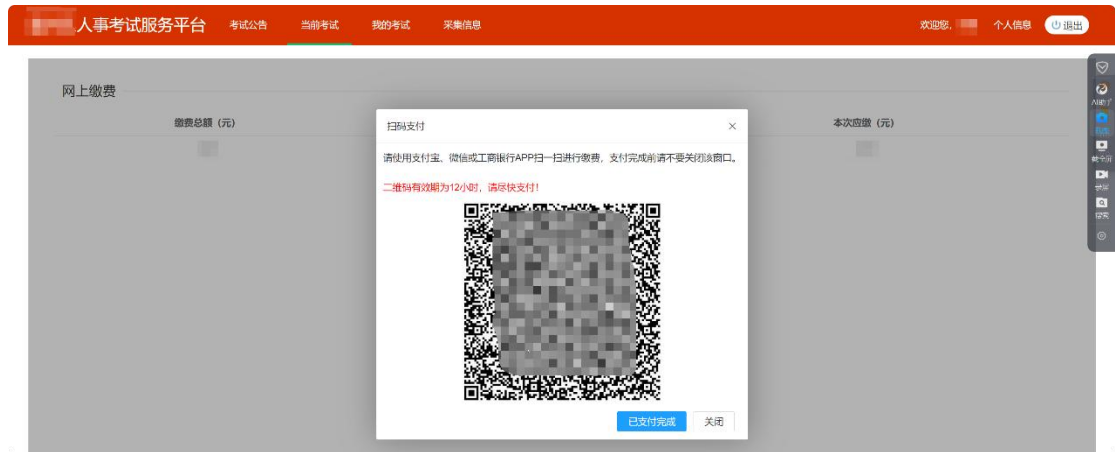 人事考试服务平台 考试公告 当前考试 我的考试 采集信息 欢迎您, 个人信息 退出
网上缴费
缴费总额（元） 本次应缴（元）
扫码支付
请使用支付宝、微信或工商银行APP扫一扫进行缴费，支付完成前请不要关闭该窗口。
二维码有效期为12小时，请尽快支付！
已支付完成 关闭
录屏
搜索